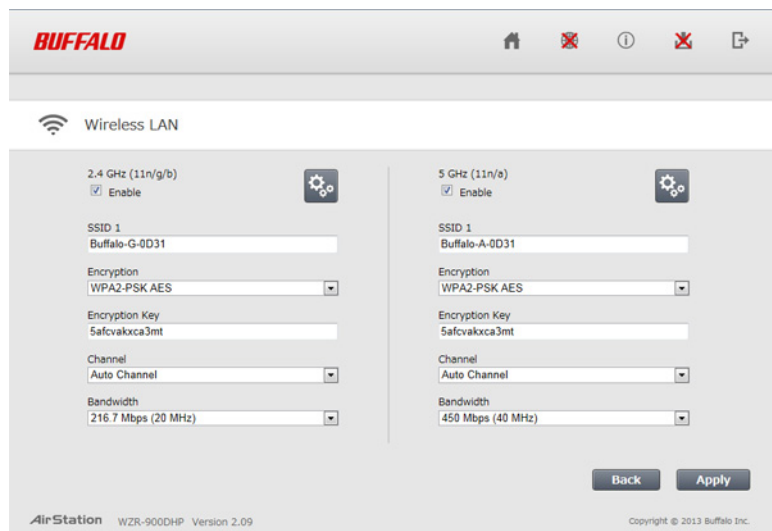 BUFFALO
Wireless LAN
2.4 GHz (11n/g/b)
Enable
SSID 1
Buffalo-G-0D31
Encryption
WPA2-PSK AES
Encryption Key
5afcvakxca3mt
Channel
Auto Channel
Bandwidth
216.7 Mbps (20 MHz)
5 GHz (11n/a)
Enable
SSID 1
Buffalo-A-0D31
Encryption
WPA2-PSK AES
Encryption Key
5afcvakxca3mt
Channel
Auto Channel
Bandwidth
450 Mbps (40 MHz)
Back Apply
AirStation WZR-900DHP Version 2.09
Copyright © 2013 Buffalo Inc.